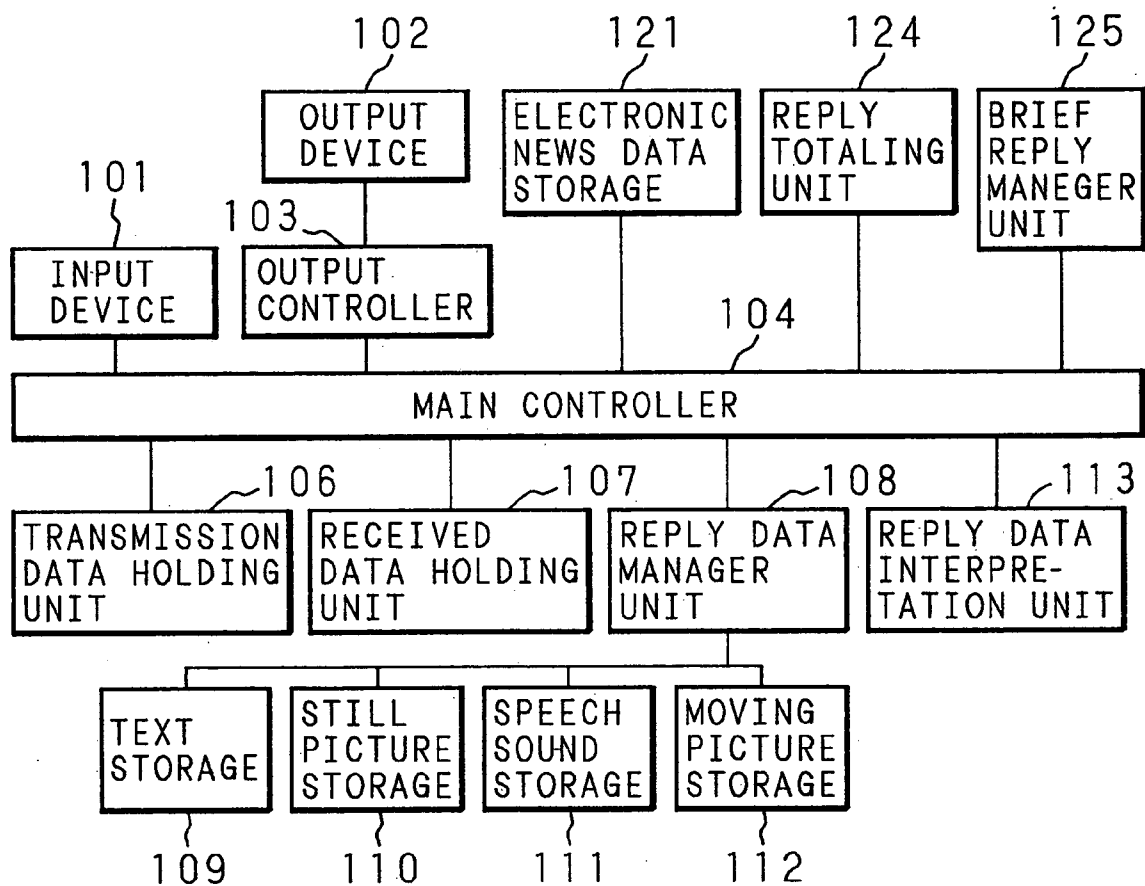 102
121
124
125
OUTPUT
DEVICE
ELECTRONIC
NEWS DATA
STORAGE
REPLY
TOTALING
UNIT
BRIEF
REPLY
MANEGER
UNIT
101
103
INPUT
DEVICE
OUTPUT
CONTROLLER
104
MAIN CONTROLLER
106
107
108
113
TRANSMISSION
DATA HOLDING
UNIT
RECEIVED
DATA HOLDING
UNIT
REPLY DATA
MANAGER
UNIT
REPLY DATA
INTERPRE-
TATION UNIT
TEXT
STORAGE
STILL
PICTURE
STORAGE
SPEECH
SOUND
STORAGE
MOVING
PICTURE
STORAGE
109
110
111
112